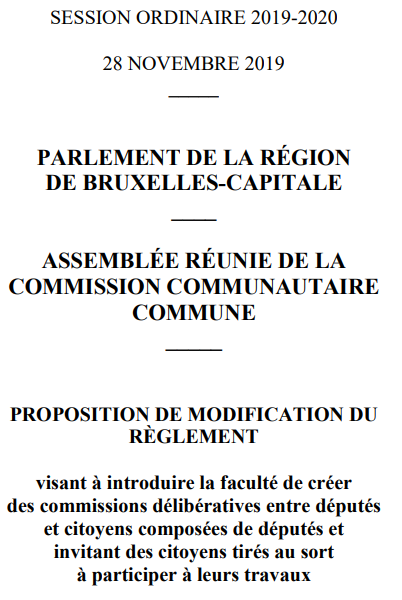 SESSION ORDINAIRE 2019-2020
28 NOVEMBRE 2019
PARLEMENT DE LA RÉGION
DE BRUXELLES-CAPITALE
ASSEMBLÉE RÉUNIE DE LA
COMMISSION COMMUNAUTAIRE
COMMUNE
PROPOSITION DE MODIFICATION DU
RÈGLEMENT
visant à introduire la faculté de créer
des commissions délibératives entre députés
et citoyens composées de députés et
invitant des citoyens tirés au sort
à participer à leurs travaux